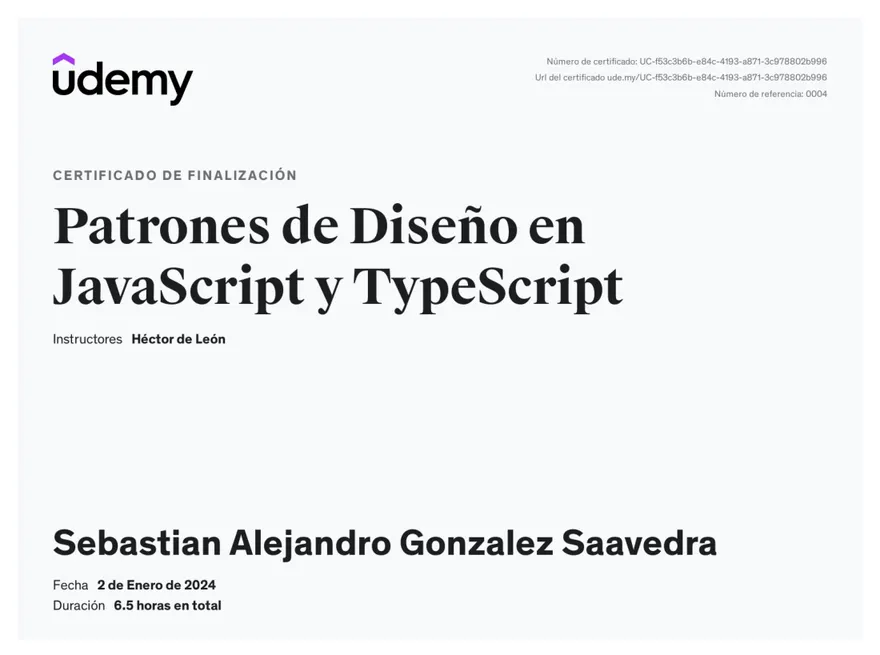 udemy
Número de certificado: UC-f53c3b6b-e84c-4193-a871-3c978802b996
Url del certificado ude.my/UC-f53c3b6b-e84c-4193-a871-3c978802b996
Número de referencia: 0004
CERTIFICADO DE FINALIZACIÓN
Patrones de Diseño en
JavaScript y TypeScript
Instructores Héctor de León
Sebastian Alejandro Gonzalez Saavedra
Fecha 2 de Enero de 2024
Duración 6.5 horas en total